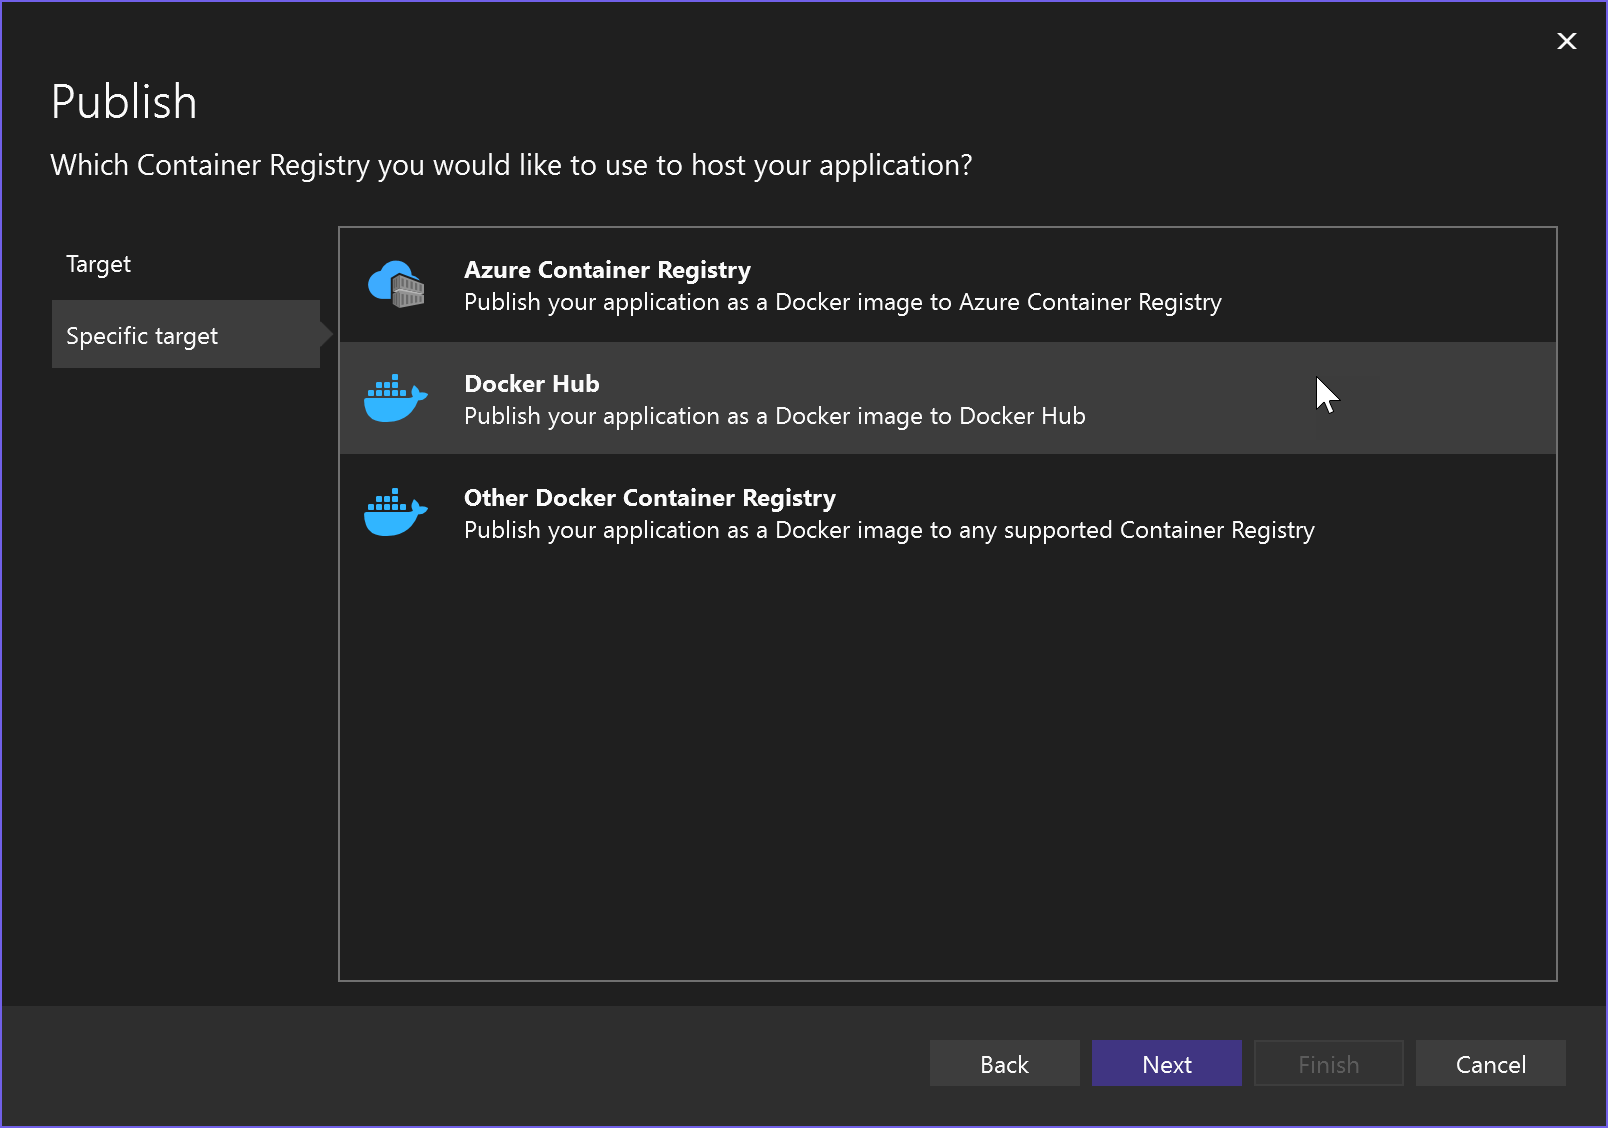 Publish
Which Container Registry you would like to use to host your application?
Target
Specific target
Azure Container Registry
Publish your application as a Docker image to Azure Container Registry
Docker Hub
Publish your application as a Docker image to Docker Hub
Other Docker Container Registry
Publish your application as a Docker image to any supported Container Registry
Back
Next
Finish
Cancel